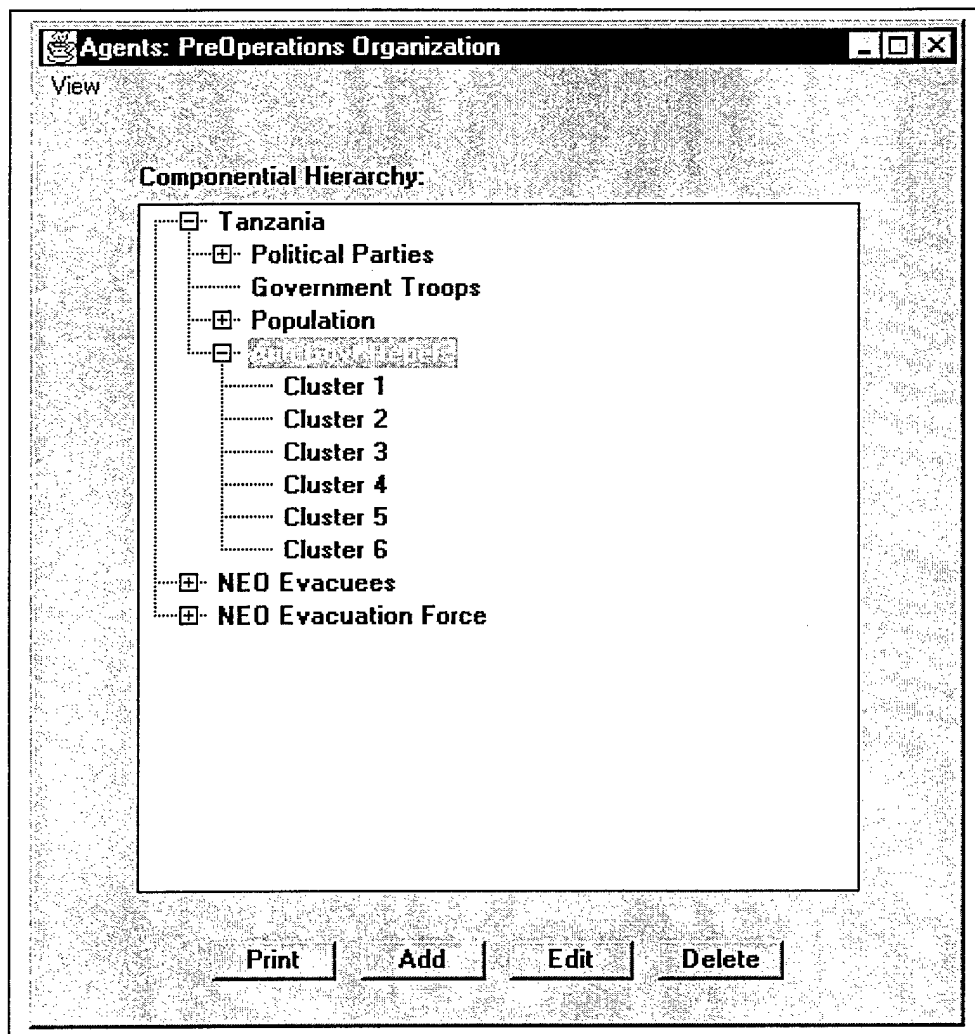 Agents: PreOperations Organization
View
Componential Hierarchy:
Tanzania
Political Parties
Government Troops
Population
Cluster 1
Cluster 2
Cluster 3
Cluster 4
Cluster 5
Cluster 6
NEO Evacuees
NEO Evacuation Force
Print Add Edit Delete